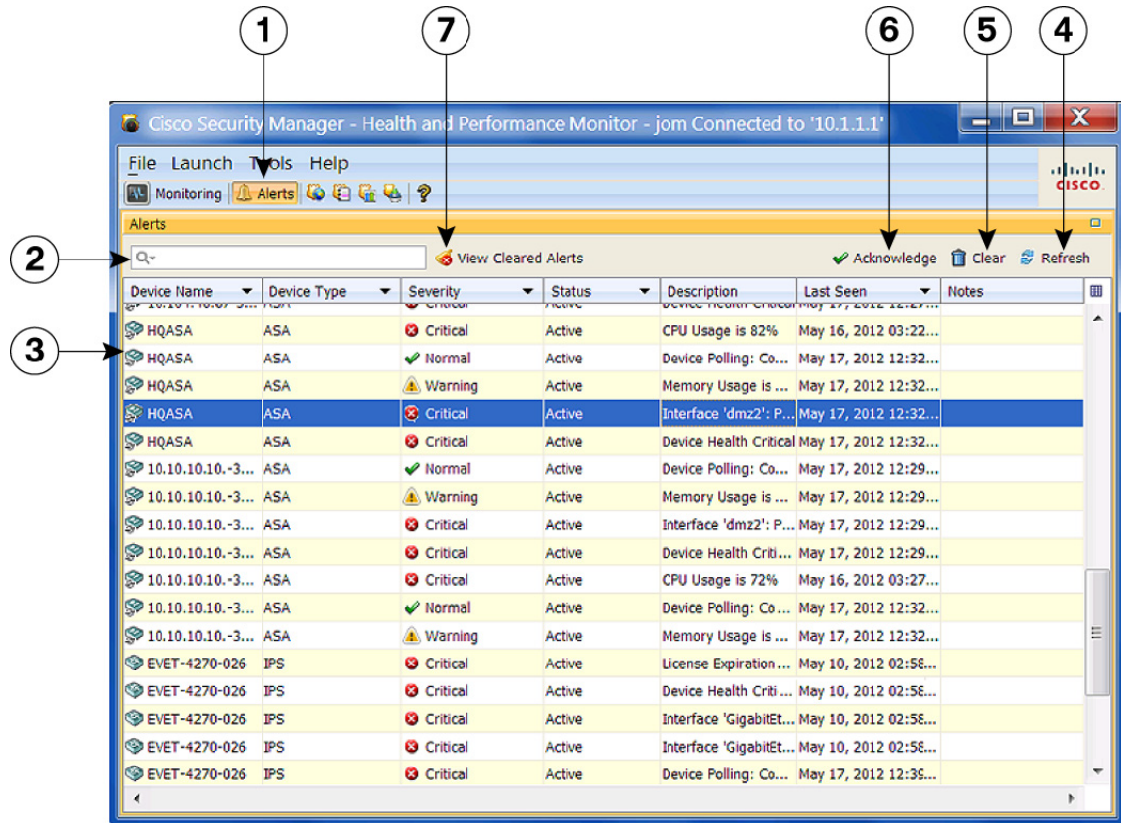 1 7 6 5 4
Cisco Security Manager - Health and Performance Monitor - jom Connected to '10.1.1.1'
File Launch Tools Help
CISCO
Monitoring Alerts
Alerts
2 View Cleared Alerts Acknowledge Clear Refresh
Device Name Device Type Severity Status Description Last Seen Notes
HQASA ASA Critical Active CPU Usage is 82% May 16, 2012 03:22...
3 HQASA ASA Normal Active Device Polling: Co... May 17, 2012 12:32...
HQASA ASA Warning Active Memory Usage is ... May 17, 2012 12:32...
HQASA ASA Critical Active Interface 'dmz2': P... May 17, 2012 12:32...
HQASA ASA Critical Active Device Health Critical May 17, 2012 12:32...
10.10.10.10.-3... ASA Normal Active Device Polling: Co... May 17, 2012 12:29...
10.10.10.10.-3... ASA Warning Active Memory Usage is ... May 17, 2012 12:29...
10.10.10.10.-3... ASA Critical Active Interface 'dmz2': P... May 17, 2012 12:29...
10.10.10.10.-3... ASA Critical Active Device Health Criti... May 17, 2012 12:29...
10.10.10.10.-3... ASA Critical Active CPU Usage is 72% May 16, 2012 03:27...
10.10.10.10.-3... ASA Normal Active Device Polling: Co... May 17, 2012 12:32...
10.10.10.10.-3... ASA Warning Active Memory Usage is ... May 17, 2012 12:32...
EVET-4270-026 IPS Critical Active License Expiration ... May 10, 2012 02:58...
EVET-4270-026 IPS Critical Active Device Health Criti... May 10, 2012 02:58...
EVET-4270-026 IPS Critical Active Interface 'GigabitEt... May 10, 2012 02:58...
EVET-4270-026 IPS Critical Active Interface 'GigabitEt... May 10, 2012 02:58...
EVET-4270-026 IPS Critical Active Device Polling: Co... May 17, 2012 12:39...